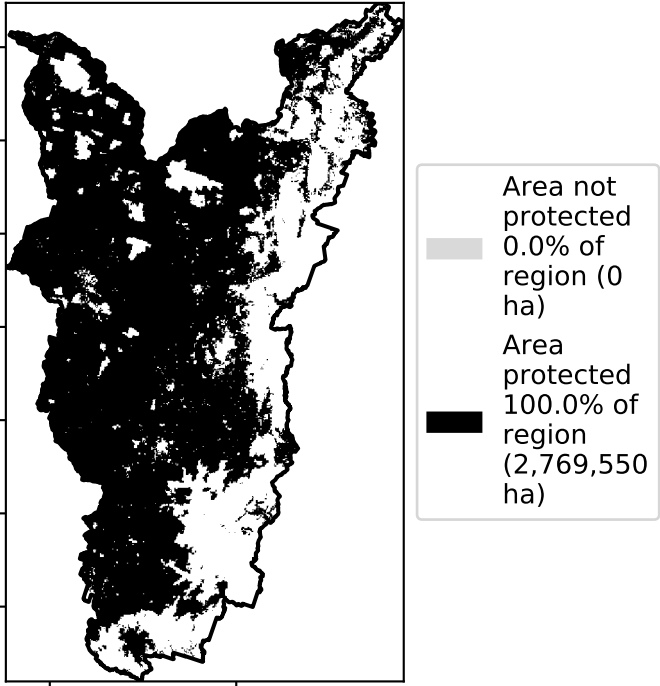 Area not
protected
0.0% of
region (0
ha)
Area
protected
100.0% of
region
(2,769,550
ha)